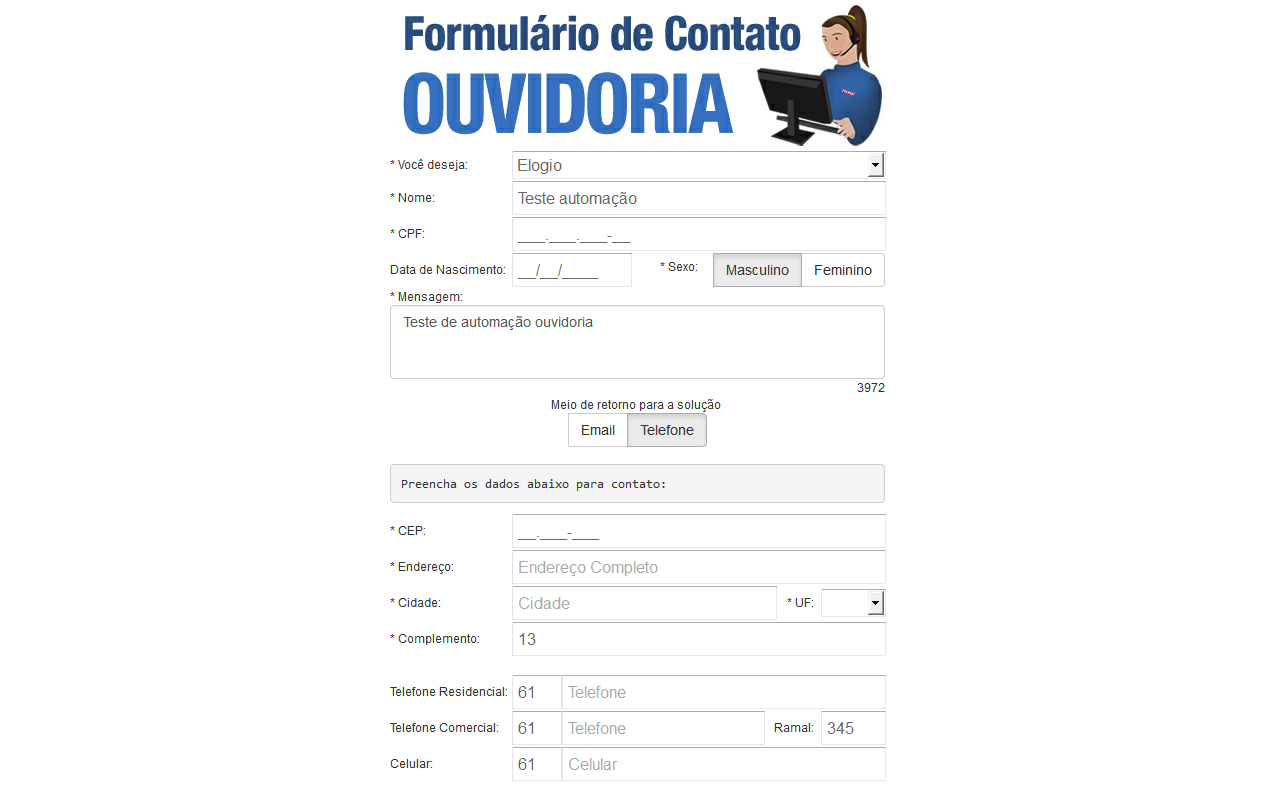 Formulário de Contato
OUVIDORIA
* Você deseja: Elogio
* Nome: Teste automação
* CPF: ___.___.___-__
Data de Nascimento: __/__/____ * Sexo: Masculino Feminino
* Mensagem:
Teste de automação ouvidoria
3972
Meio de retorno para a solução
Email Telefone
Preencha os dados abaixo para contato:
* CEP: __.___-___
* Endereço: Endereço Completo
* Cidade: Cidade * UF:
* Complemento: 13
Telefone Residencial: 61 Telefone
Telefone Comercial: 61 Telefone Ramal: 345
Celular: 61 Celular